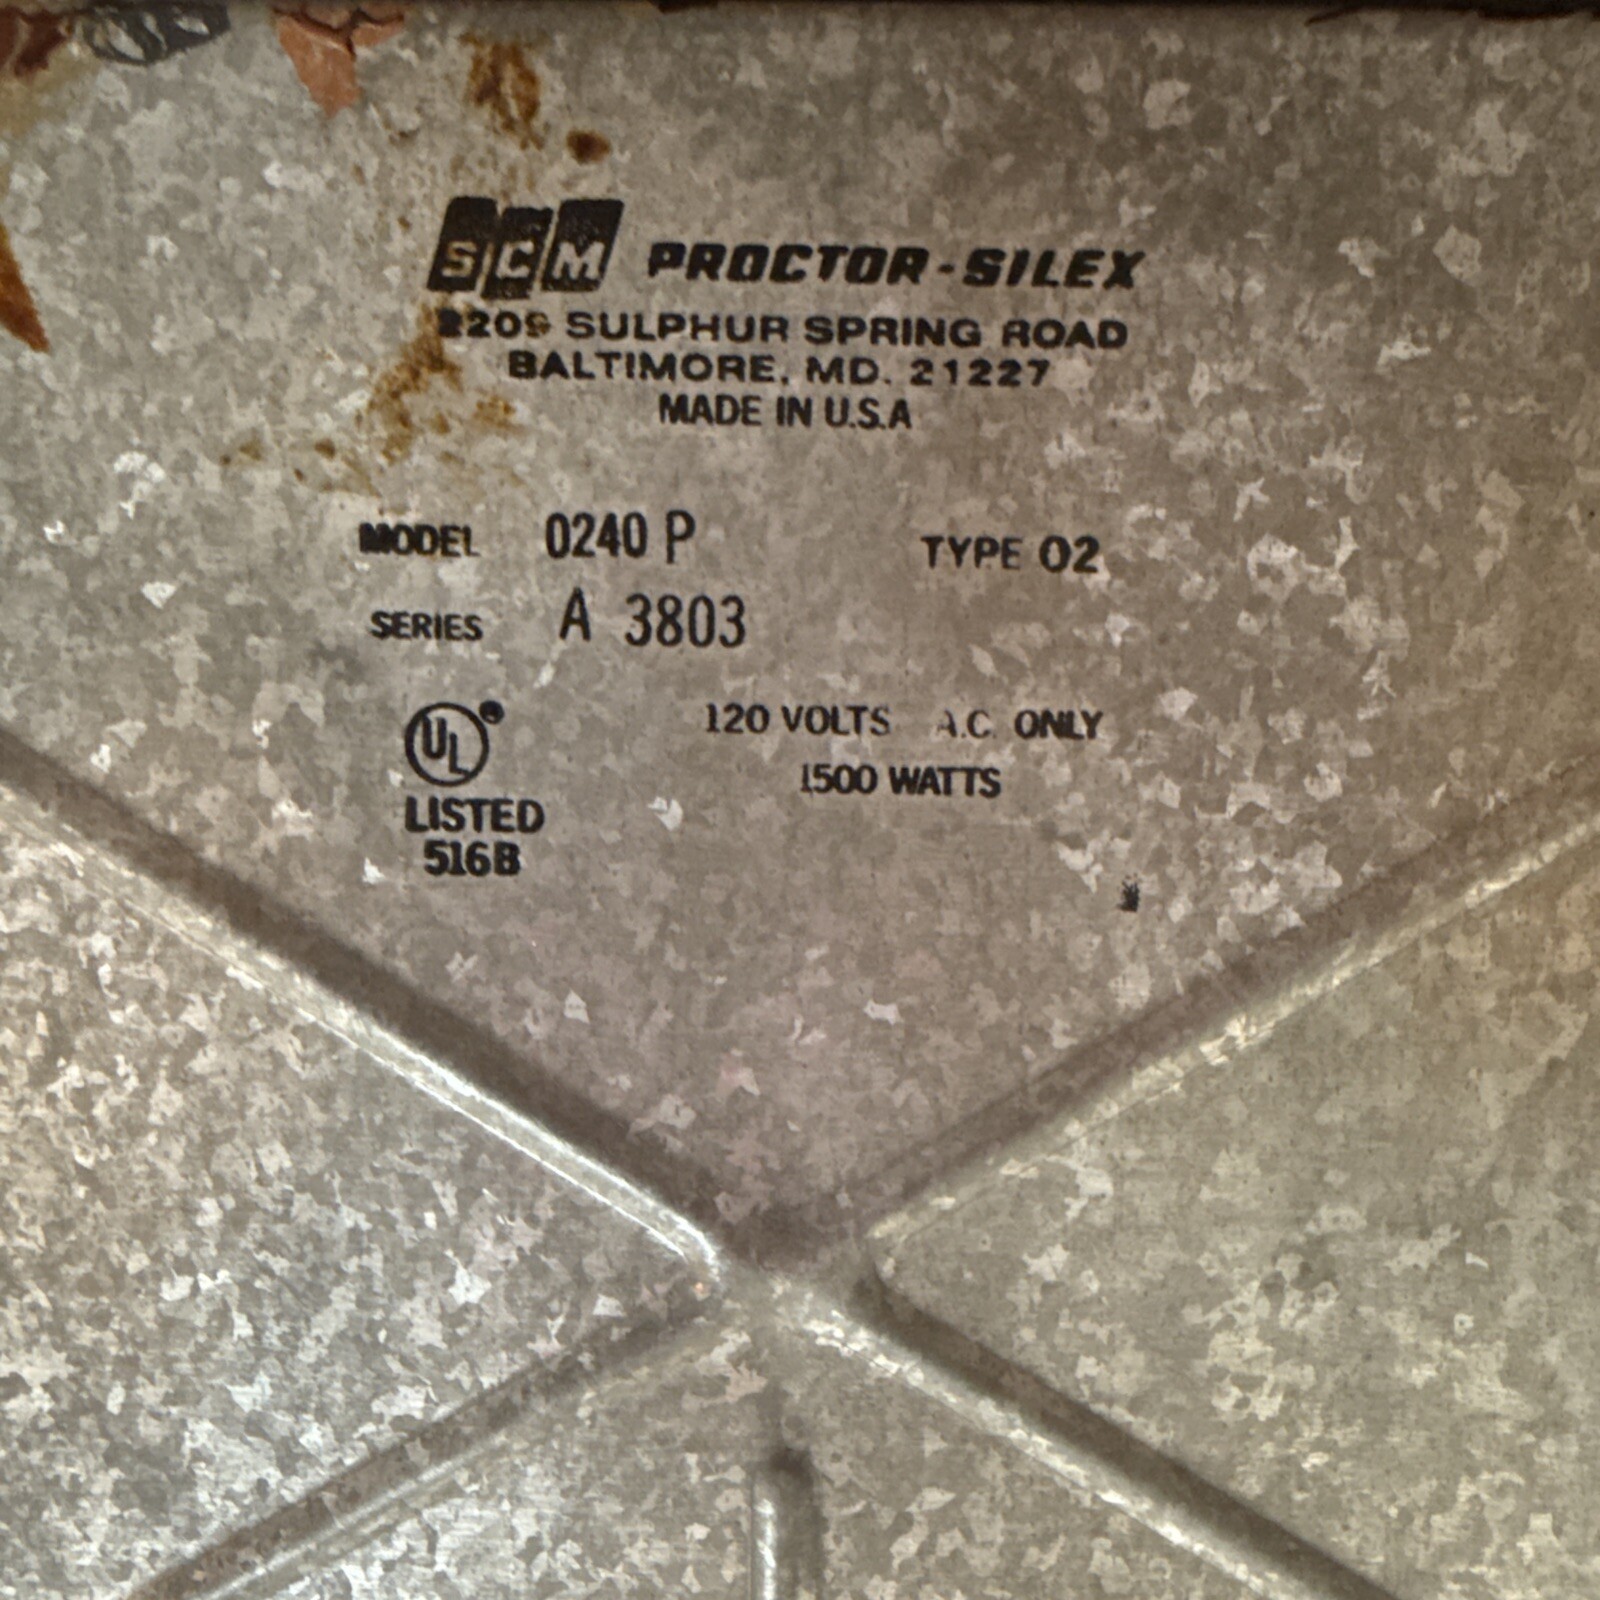 SCM PROCTOR-SILEX
2209 SULPHUR SPRING ROAD
BALTIMORE, MD. 21227
MADE IN U.S.A
MODEL 0240 P TYPE 02
SERIES A 3803
UL®
120 VOLTS A.C. ONLY
1500 WATTS
LISTED
516B